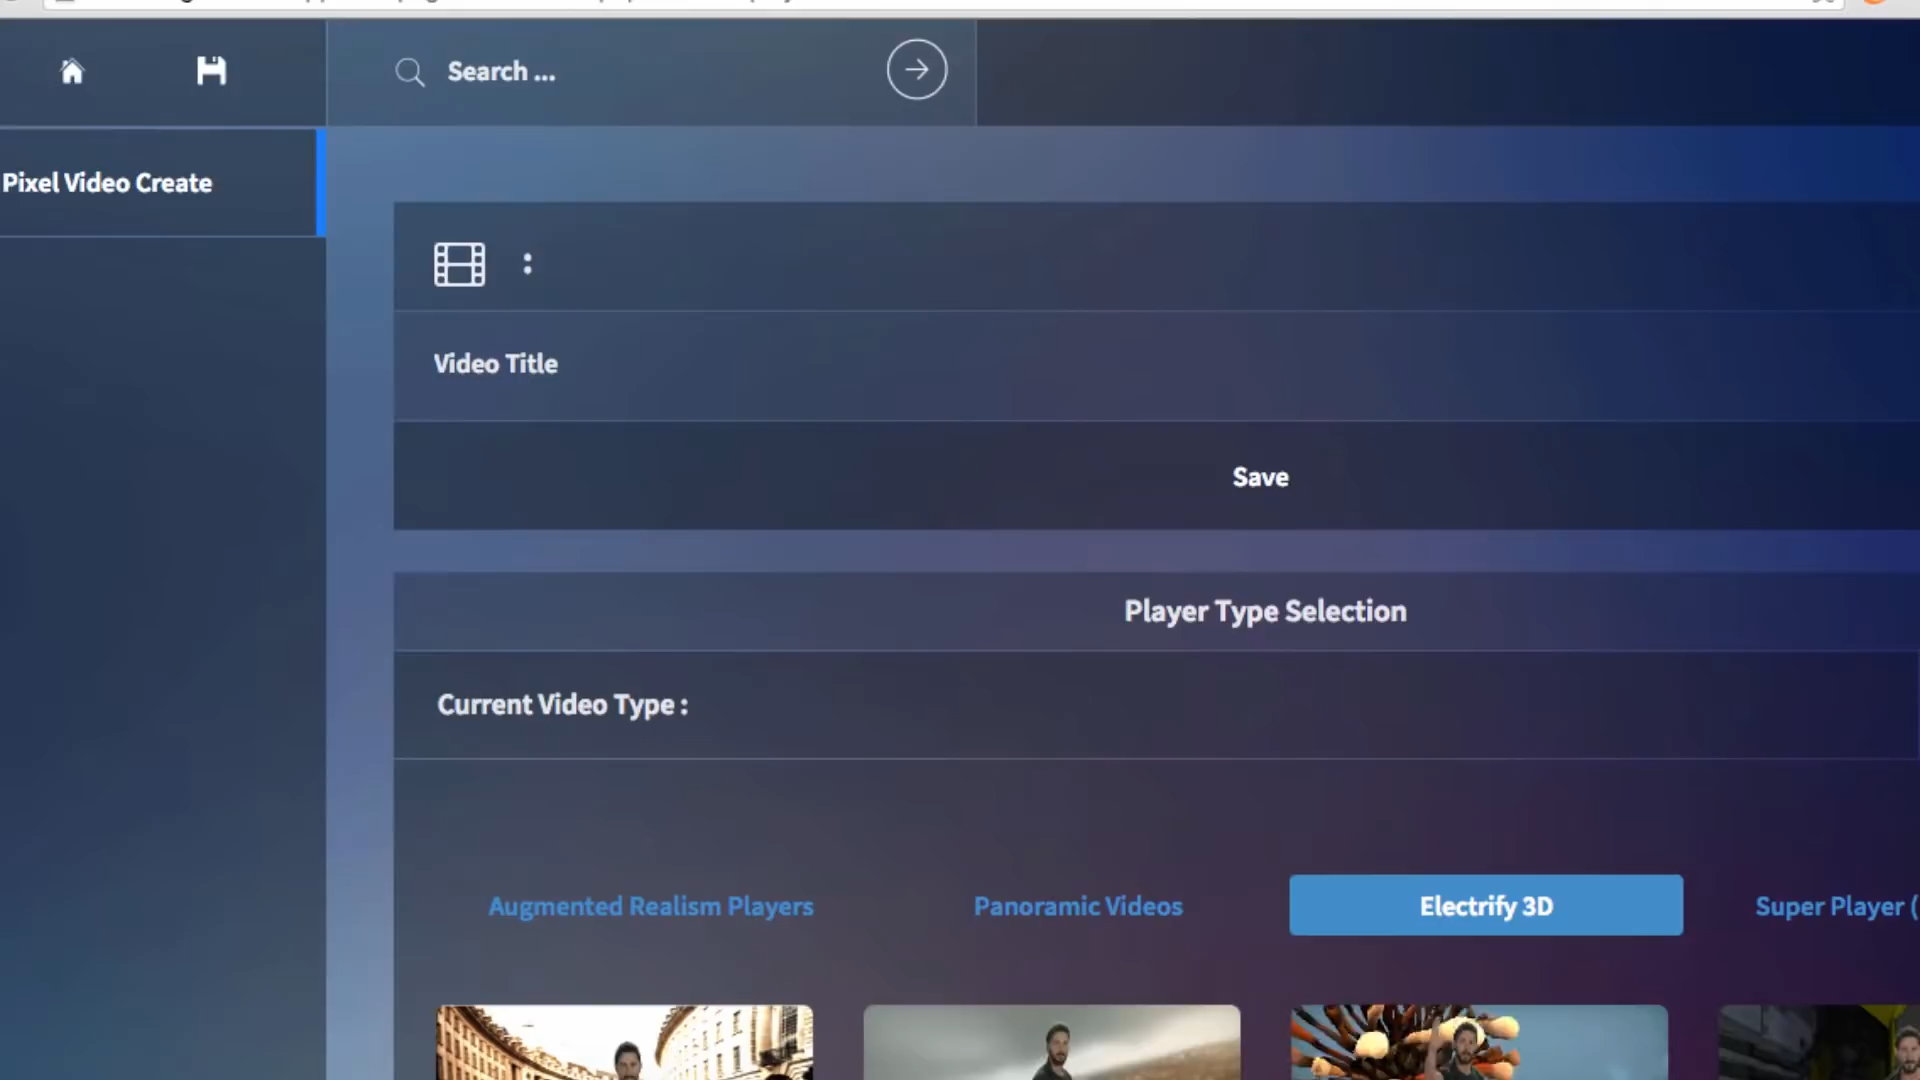 Search ...
Pixel Video Create
:
Video Title
Save
Player Type Selection
Current Video Type :
Augmented Realism Players
Panoramic Videos
Electrify 3D
Super Player (